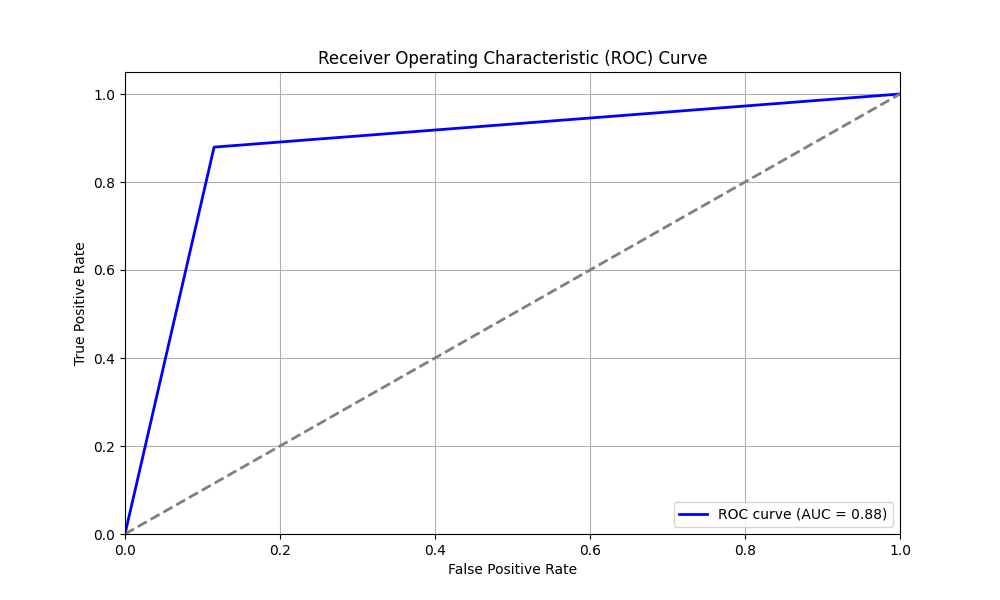 Receiver Operating Characteristic (ROC) Curve
True Positive Rate
1.0
0.8
0.6
0.4
0.2
0.0
0.0 0.2 0.4 0.6 0.8 1.0
False Positive Rate
ROC curve (AUC = 0.88)